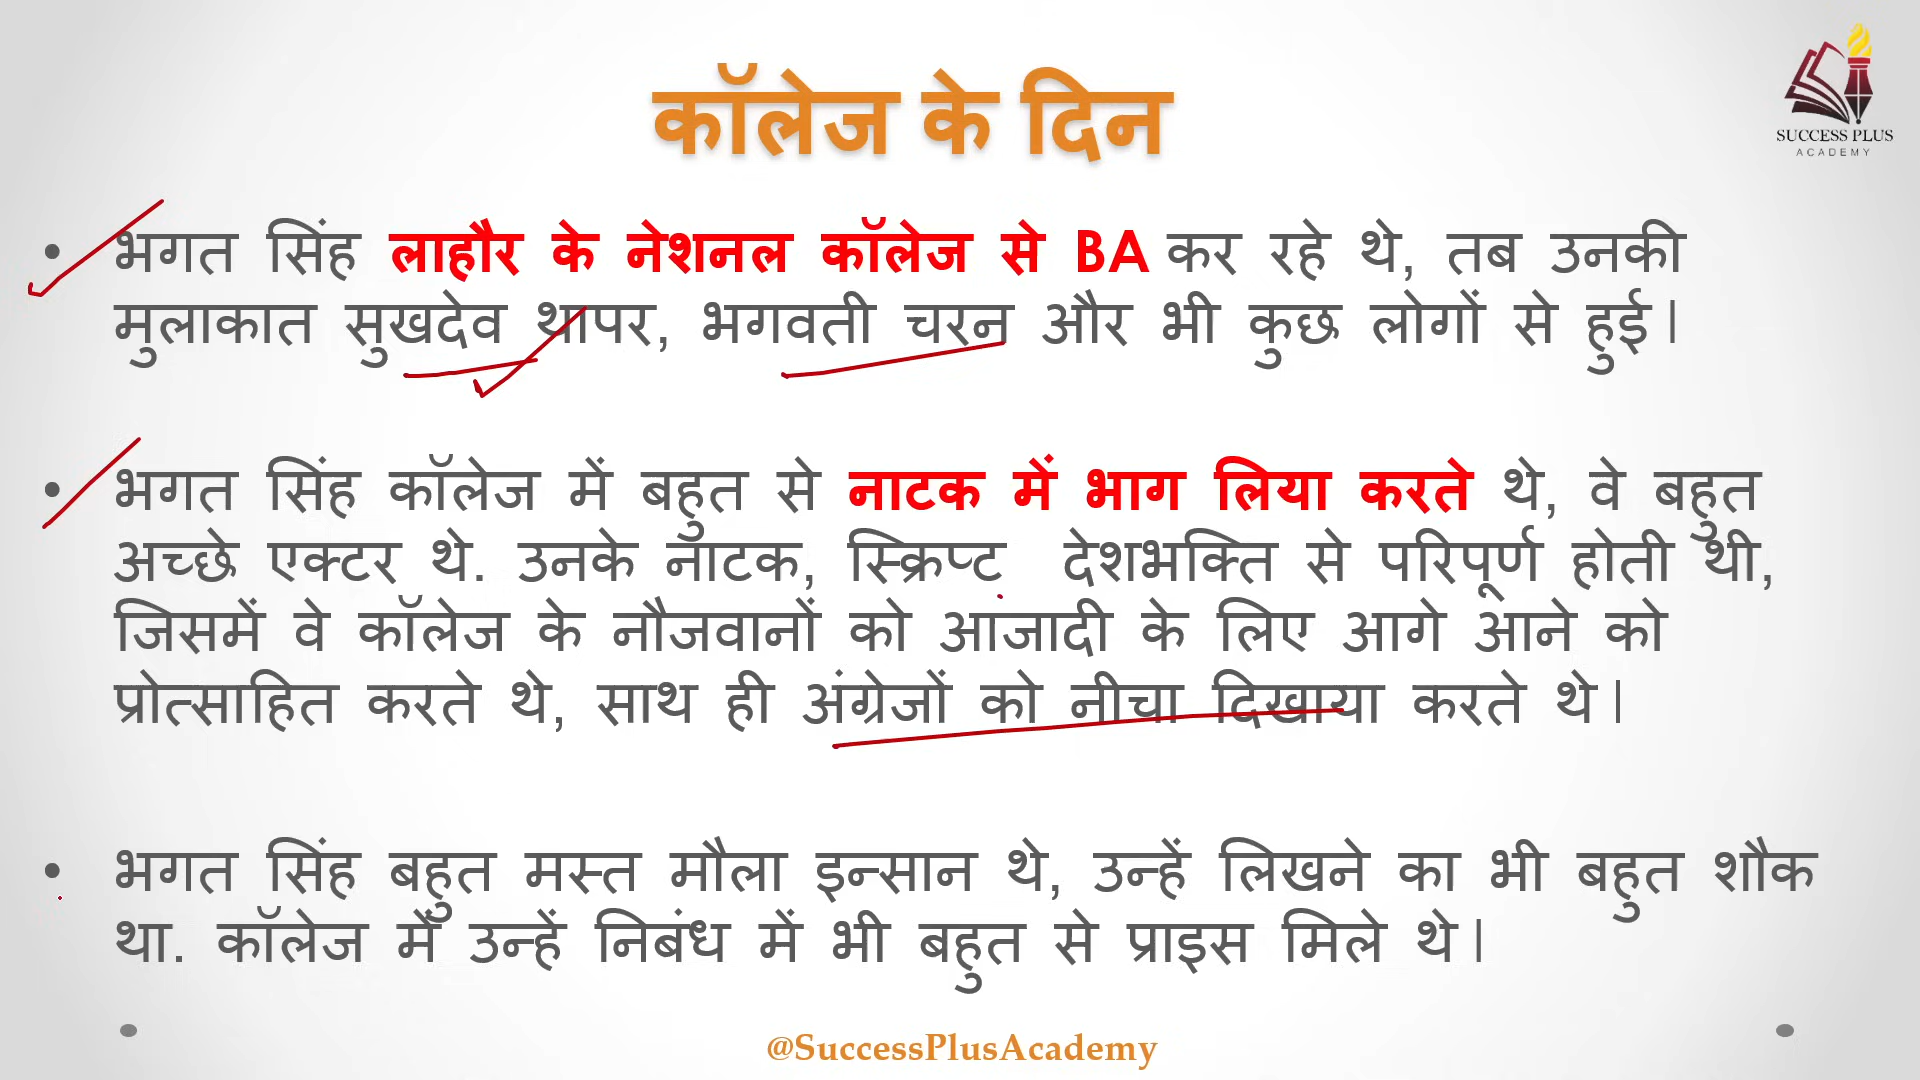 कॉलेज के दिन
SUCCESS PLUS
ACADEMY
• भगत सिंह लाहौर के नेशनल कॉलेज से BA कर रहे थे, तब उनकी
मुलाकात सुखदेव थापर, भगवती चरन और भी कुछ लोगों से हुई|
• भगत सिंह कॉलेज में बहुत से नाटक में भाग लिया करते थे, वे बहुत
अच्छे एक्टर थे. उनके नाटक, स्क्रिप्ट देशभक्ति से परिपूर्ण होती थी,
जिसमें वे कॉलेज के नौजवानों को आजादी के लिए आगे आने को
प्रोत्साहित करते थे, साथ ही अंग्रेजों को नीचा दिखाया करते थे|
• भगत सिंह बहुत मस्त मौला इन्सान थे, उन्हें लिखने का भी बहुत शौक
था. कॉलेज में उन्हें निबंध में भी बहुत से प्राइस मिले थे|
@SuccessPlusAcademy